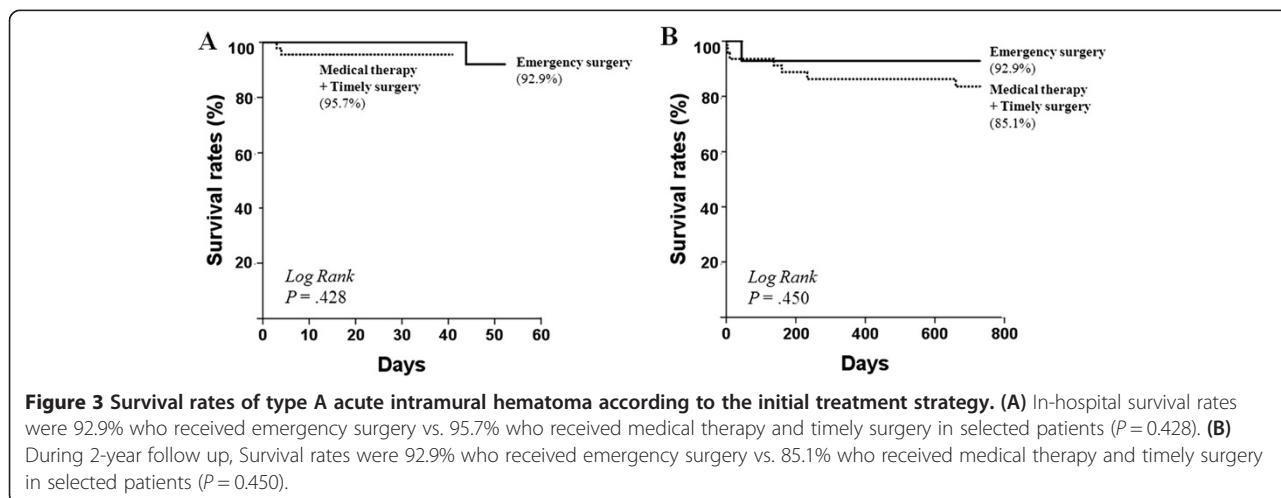 A
100
80
60
40
20
Survival rates (%)
Medical therapy
+ Timely surgery
(95.7%)
Emergency surgery
(92.9%)
Log Rank
P = .428
0 10 20 30 40 50 60
Days
B
100
80
60
40
20
Survival rates (%)
Emergency surgery
(92.9%)
Medical therapy
+ Timely surgery
(85.1%)
Log Rank
P = .450
0 200 400 600 800
Days
Figure 3 Survival rates of type A acute intramural hematoma according to the initial treatment strategy. (A) In-hospital survival rates
were 92.9% who received emergency surgery vs. 95.7% who received medical therapy and timely surgery in selected patients (P = 0.428). (B)
During 2-year follow up, Survival rates were 92.9% who received emergency surgery vs. 85.1% who received medical therapy and timely surgery
in selected patients (P = 0.450).